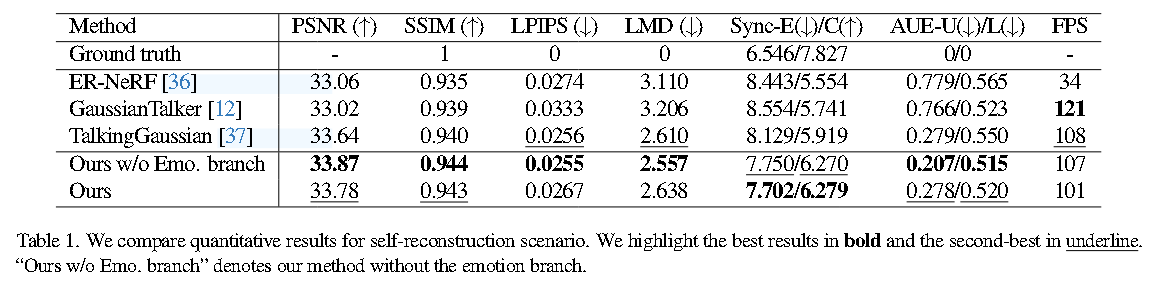 Method PSNR (↑) SSIM (↑) LPIPS (↓) LMD (↓) Sync-E(↓)/C(↑) AUE-U(↓)/L(↓) FPS
Ground truth - 1 0 0 6.546/7.827 0/0 -
ER-NeRF [36] 33.06 0.935 0.0274 3.110 8.443/5.554 0.779/0.565 34
GaussianTalker [12] 33.02 0.939 0.0333 3.206 8.554/5.741 0.766/0.523 121
TalkingGaussian [37] 33.64 0.940 0.0256 2.610 8.129/5.919 0.279/0.550 108
Ours w/o Emo. branch 33.87 0.944 0.0255 2.557 7.750/6.270 0.207/0.515 107
Ours 33.78 0.943 0.0267 2.638 7.702/6.279 0.278/0.520 101
Table 1. We compare quantitative results for self-reconstruction scenario. We highlight the best results in bold and the second-best in underline.
“Ours w/o Emo. branch” denotes our method without the emotion branch.